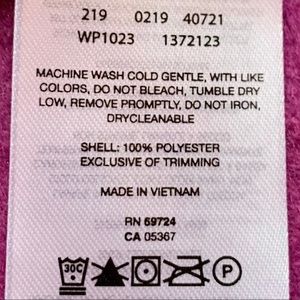 219 0219 40721
WP1023 1372123
MACHINE WASH COLD GENTLE, WITH LIKE
COLORS, DO NOT BLEACH, TUMBLE DRY
LOW, REMOVE PROMPTLY, DO NOT IRON,
DRYCLEANABLE
SHELL: 100% POLYESTER
EXCLUSIVE OF TRIMMING
MADE IN VIETNAM
RN 69724
CA 05367
30C P